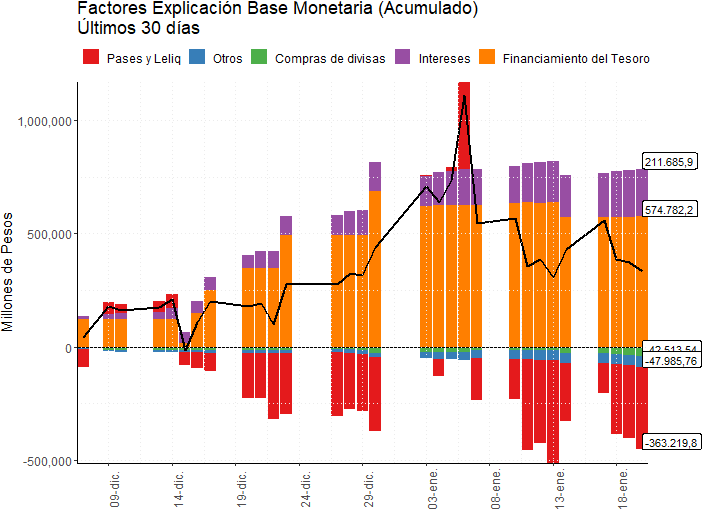 Factores Explicación Base Monetaria (Acumulado)
Últimos 30 días
Pases y Leliq
Otros
Compras de divisas
Intereses
Financiamiento del Tesoro
Millones de Pesos
1,000,000
500,000
0
-500,000
211.685,9
574.782,2
-42.513,54
-47.985,76
-363.219,8
09-dic.
14-dic.
19-dic.
24-dic.
29-dic.
03-ene.
08-ene.
13-ene.
18-ene.